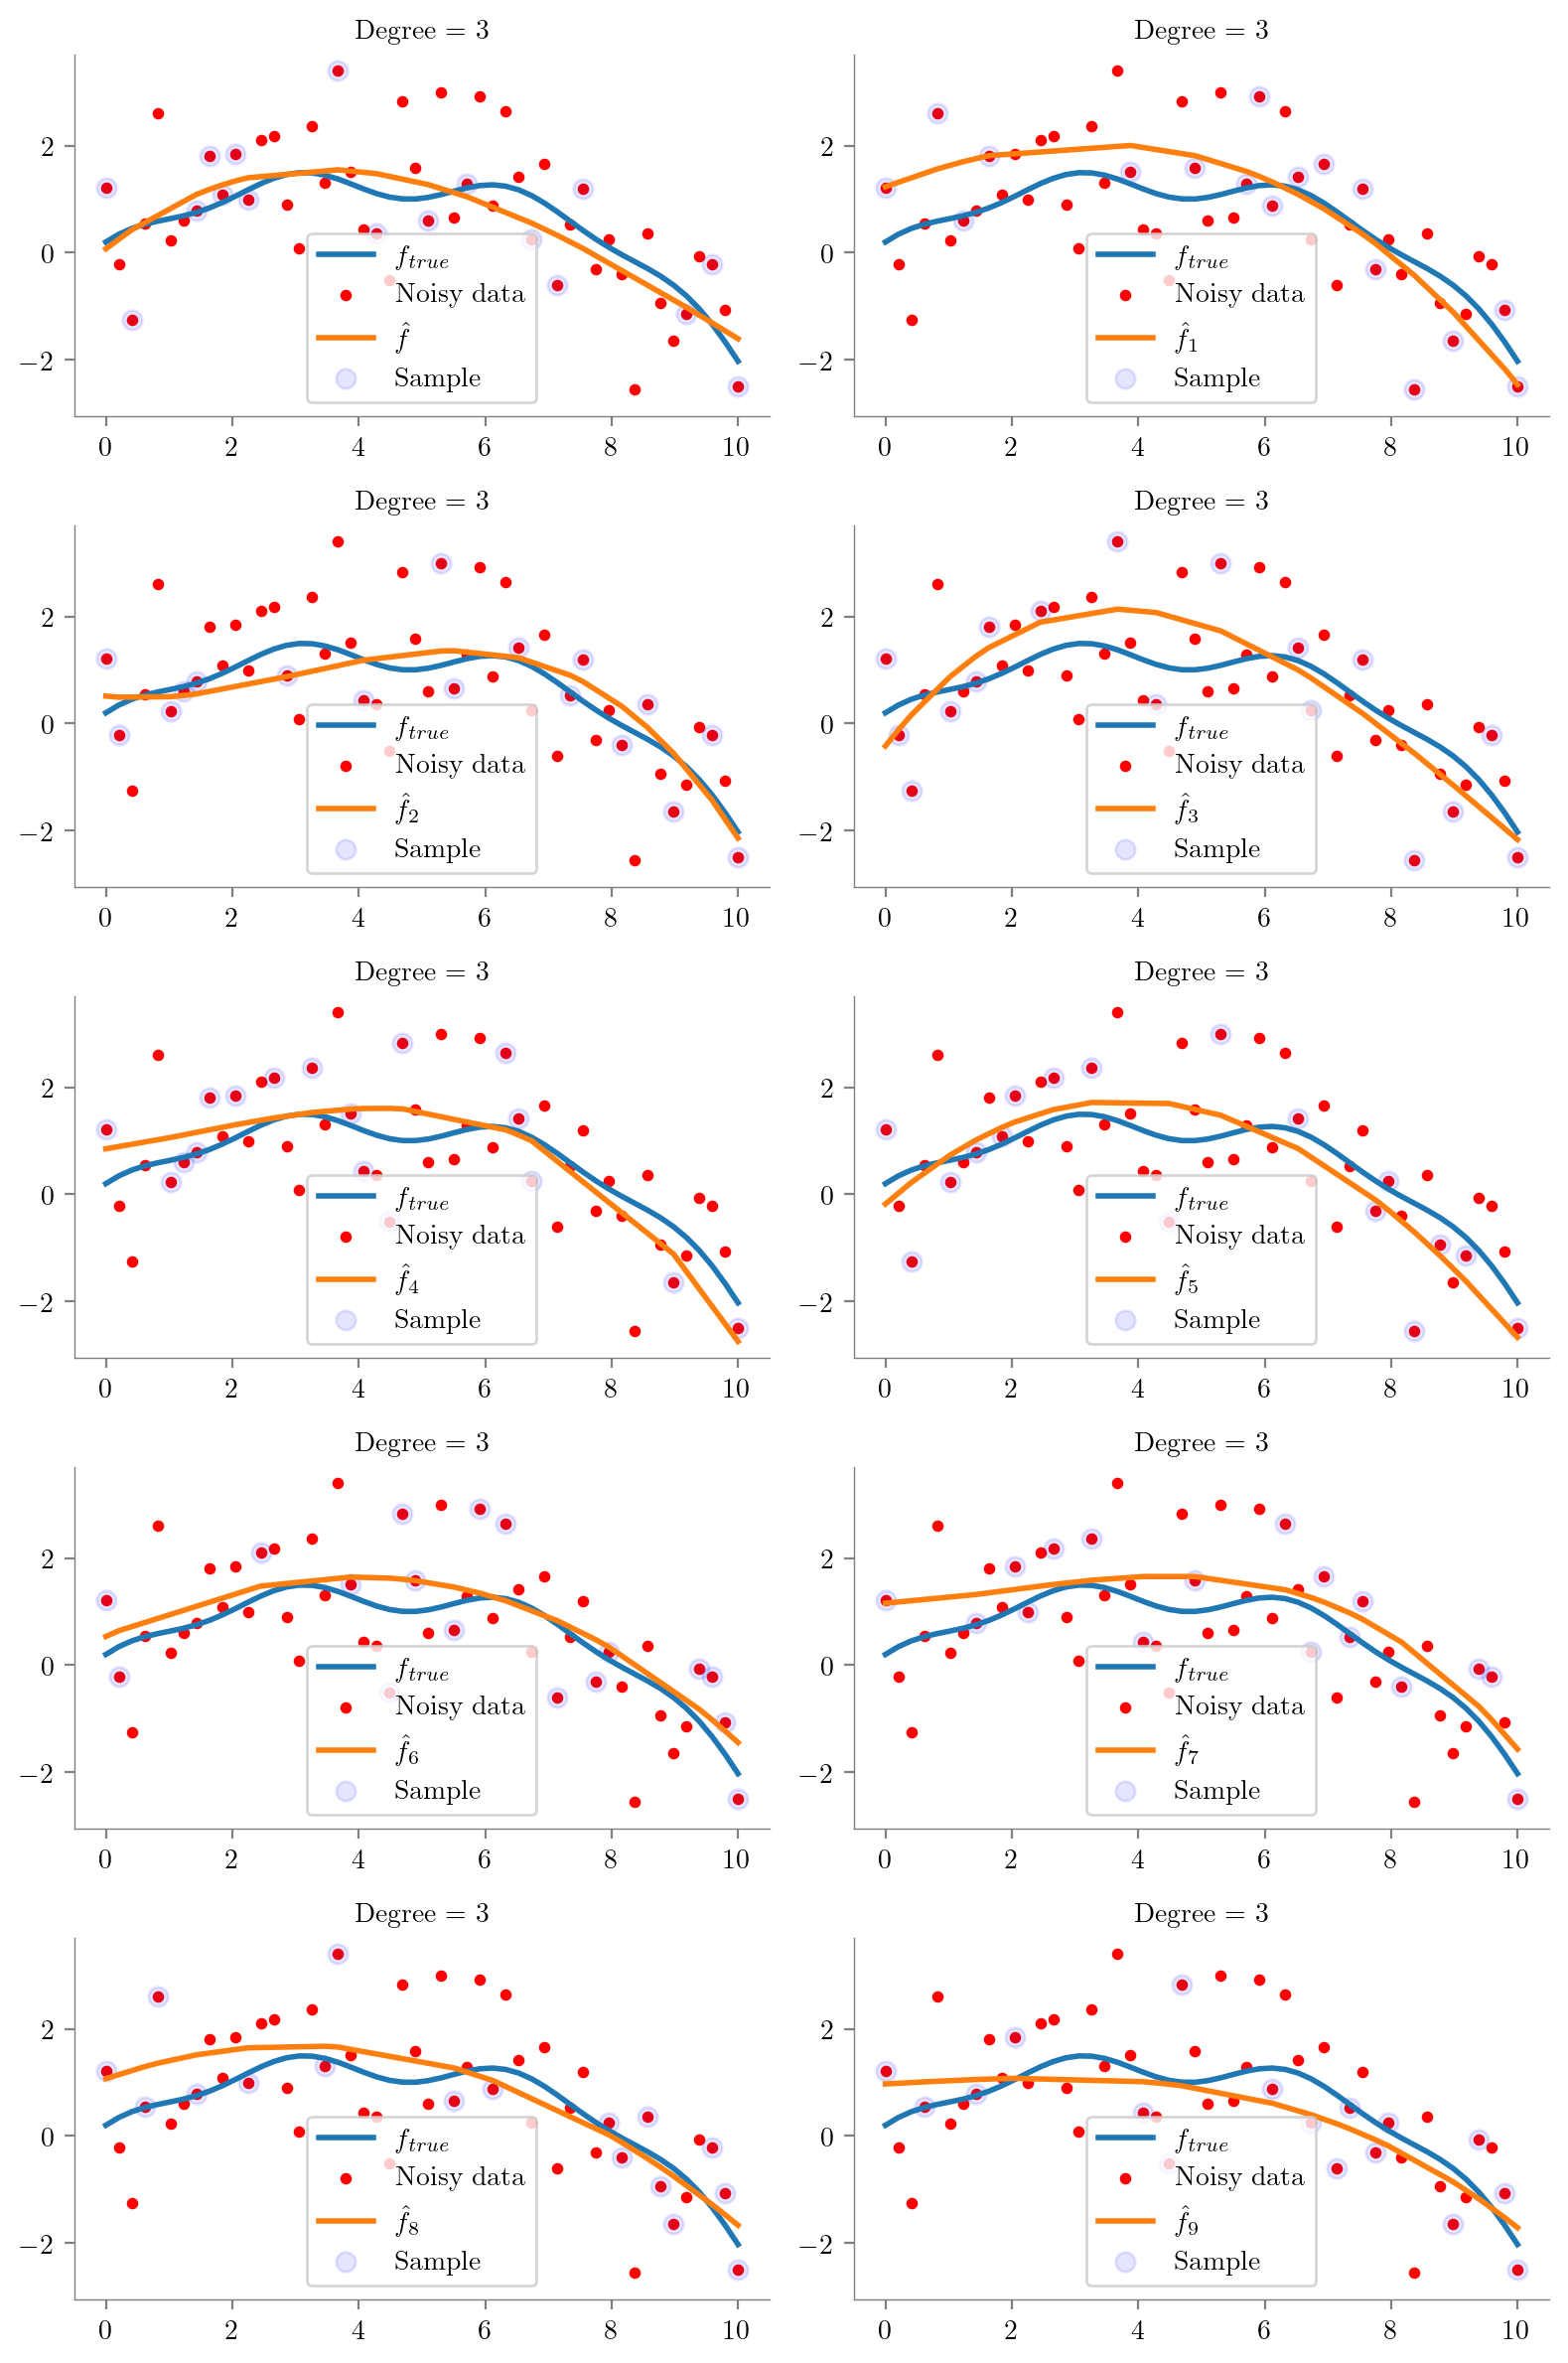 Degree = 3
2
0
−2
f_true
Noisy data
f̂
Sample
0 2 4 6 8 10
Degree = 3
f_true
Noisy data
f̂_1
Sample
0 2 4 6 8 10
Degree = 3
2
0
−2
f_true
Noisy data
f̂_2
Sample
0 2 4 6 8 10
Degree = 3
2
0
−2
f_true
Noisy data
f̂_3
Sample
0 2 4 6 8 10
Degree = 3
2
0
−2
f_true
Noisy data
f̂_4
Sample
0 2 4 6 8 10
Degree = 3
2
0
−2
f_true
Noisy data
f̂_5
Sample
0 2 4 6 8 10
Degree = 3
2
0
−2
f_true
Noisy data
f̂_6
Sample
0 2 4 6 8 10
Degree = 3
2
0
−2
f_true
Noisy data
f̂_7
Sample
0 2 4 6 8 10
Degree = 3
2
0
−2
f_true
Noisy data
f̂_8
Sample
0 2 4 6 8 10
Degree = 3
2
0
−2
f_true
Noisy data
f̂_9
Sample
0 2 4 6 8 10